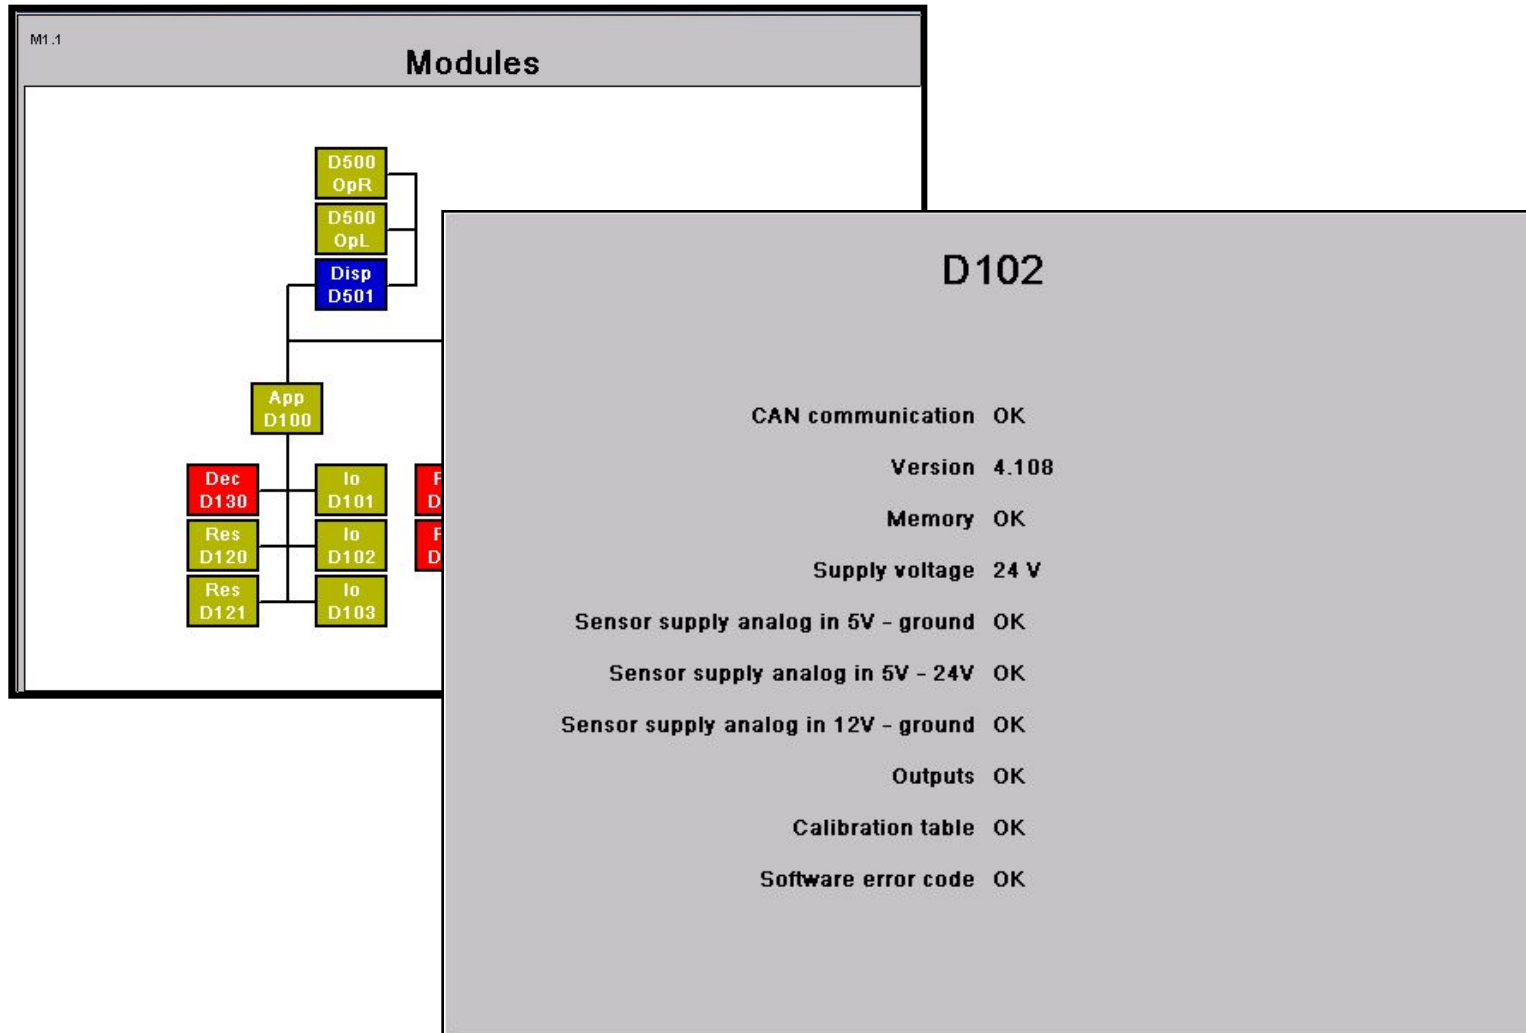 M1.1
Modules
D500
OpR
D500
OpL
Disp
D501
App
D100
Dec
D130
Io
D101
Res
D120
Io
D102
Res
D121
Io
D103
D102
CAN communication OK
Version 4.108
Memory OK
Supply voltage 24 V
Sensor supply analog in 5V - ground OK
Sensor supply analog in 5V - 24V OK
Sensor supply analog in 12V - ground OK
Outputs OK
Calibration table OK
Software error code OK